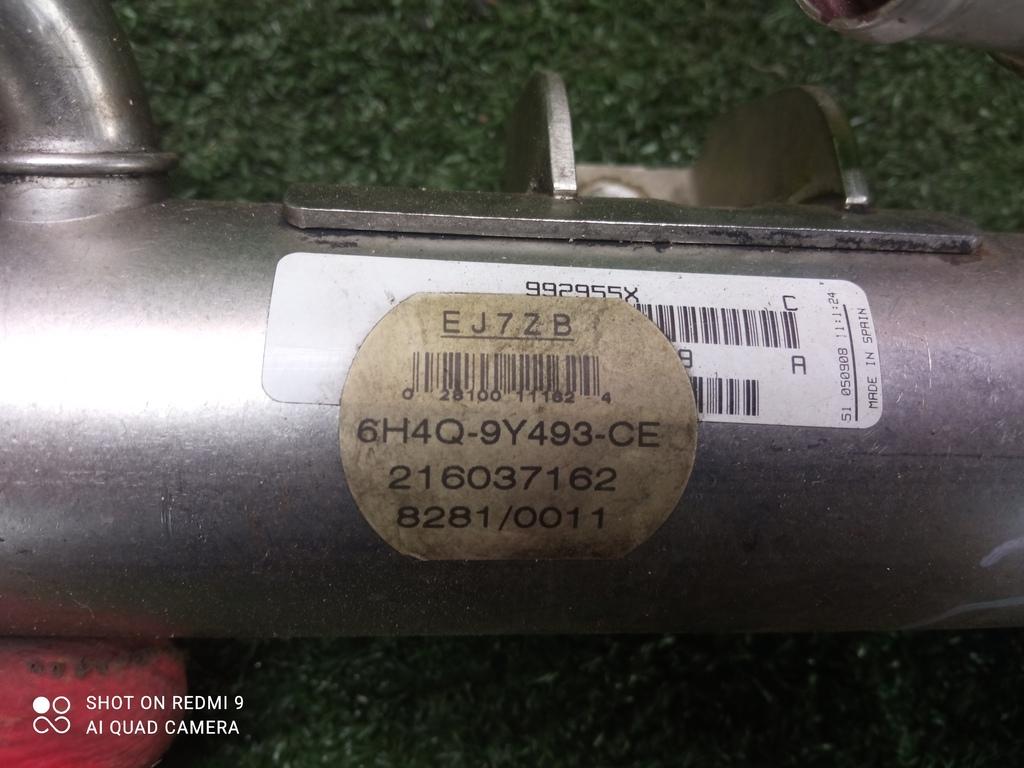 992955X
C
9 A
51 050908 11:1:24
MADE IN SPAIN
EJ7ZB
0 28100 11162 4
6H4Q-9Y493-CE
216037162
8281/0011
SHOT ON REDMI 9
AI QUAD CAMERA